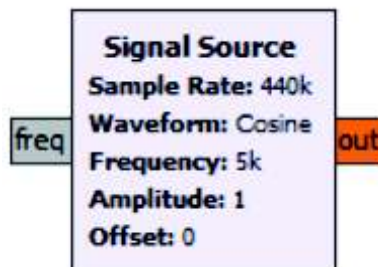 Signal Source
Sample Rate: 440k
freq
Waveform: Cosine
out
Frequency: 5k
Amplitude: 1
Offset: 0